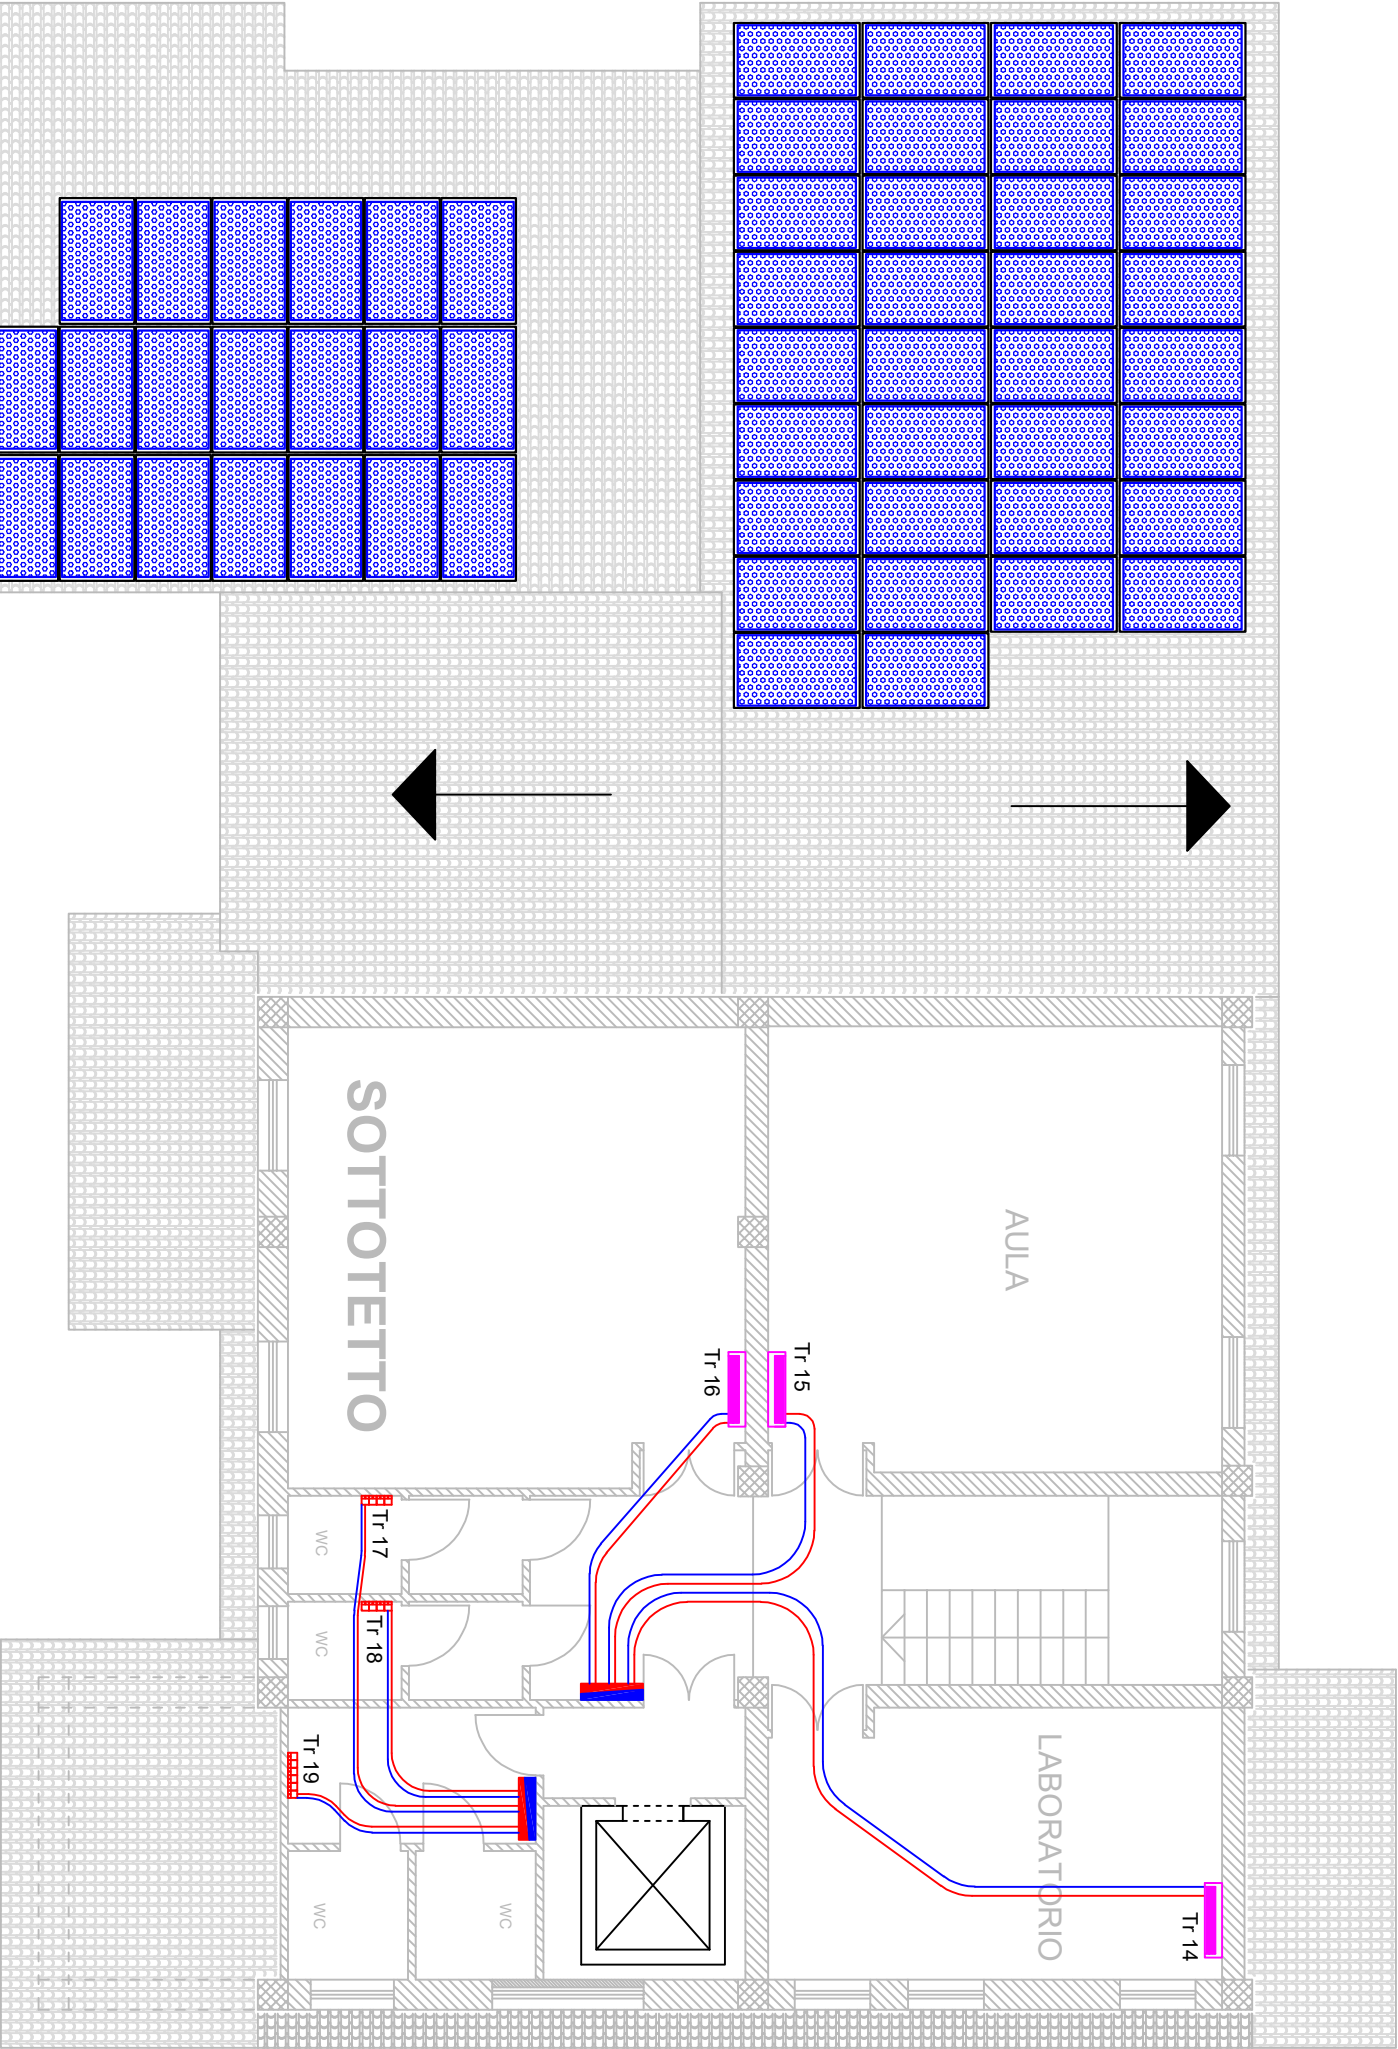 SOTTOTETTO
AULA
Tr 16
Tr 15
Tr 17
WC
Tr 18
WC
Tr 19
LABORATORIO
Tr 14
WC
WC